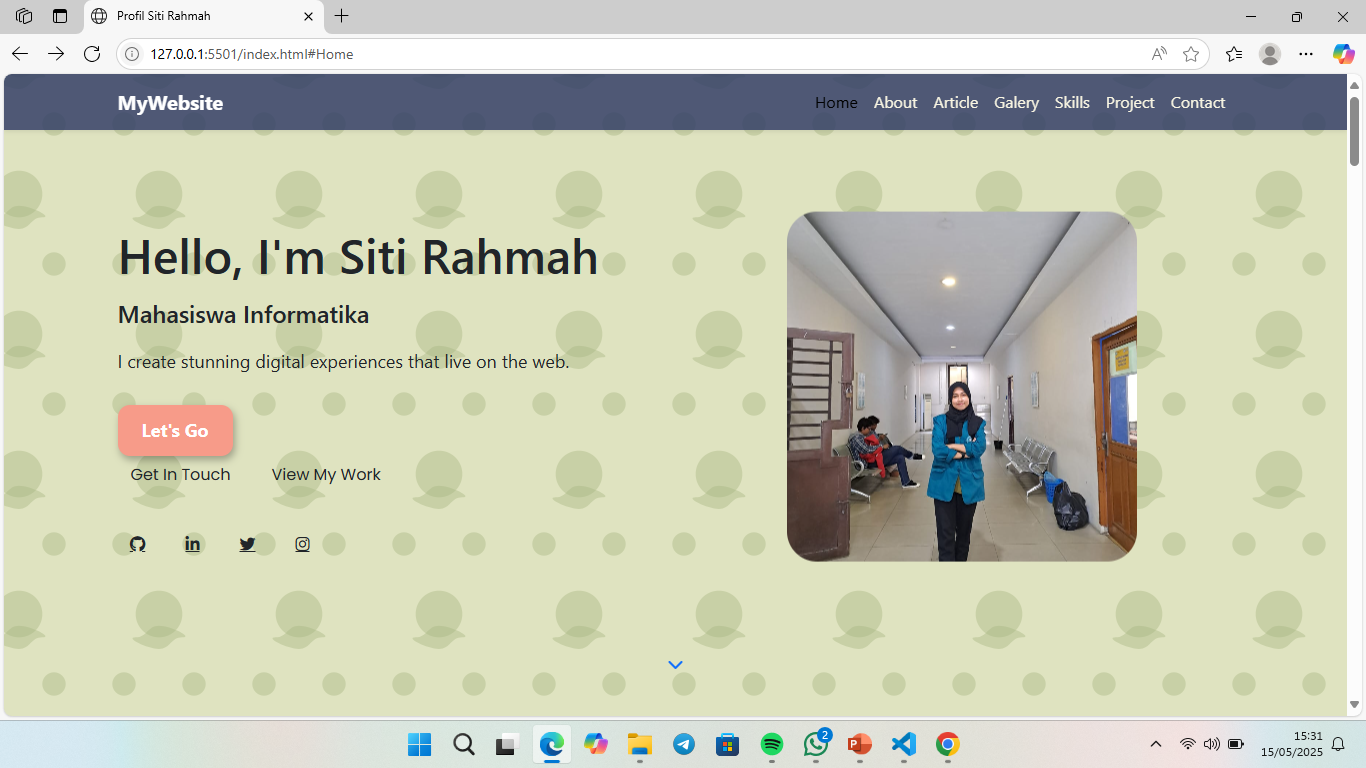 Profil Siti Rahmah
127.0.0.1:5501/index.html#Home
MyWebsite
Home About Article Galery Skills Project Contact
Hello, I'm Siti Rahmah
Mahasiswa Informatika
I create stunning digital experiences that live on the web.
Let's Go
Get In Touch View My Work
2
15:31
15/05/2025